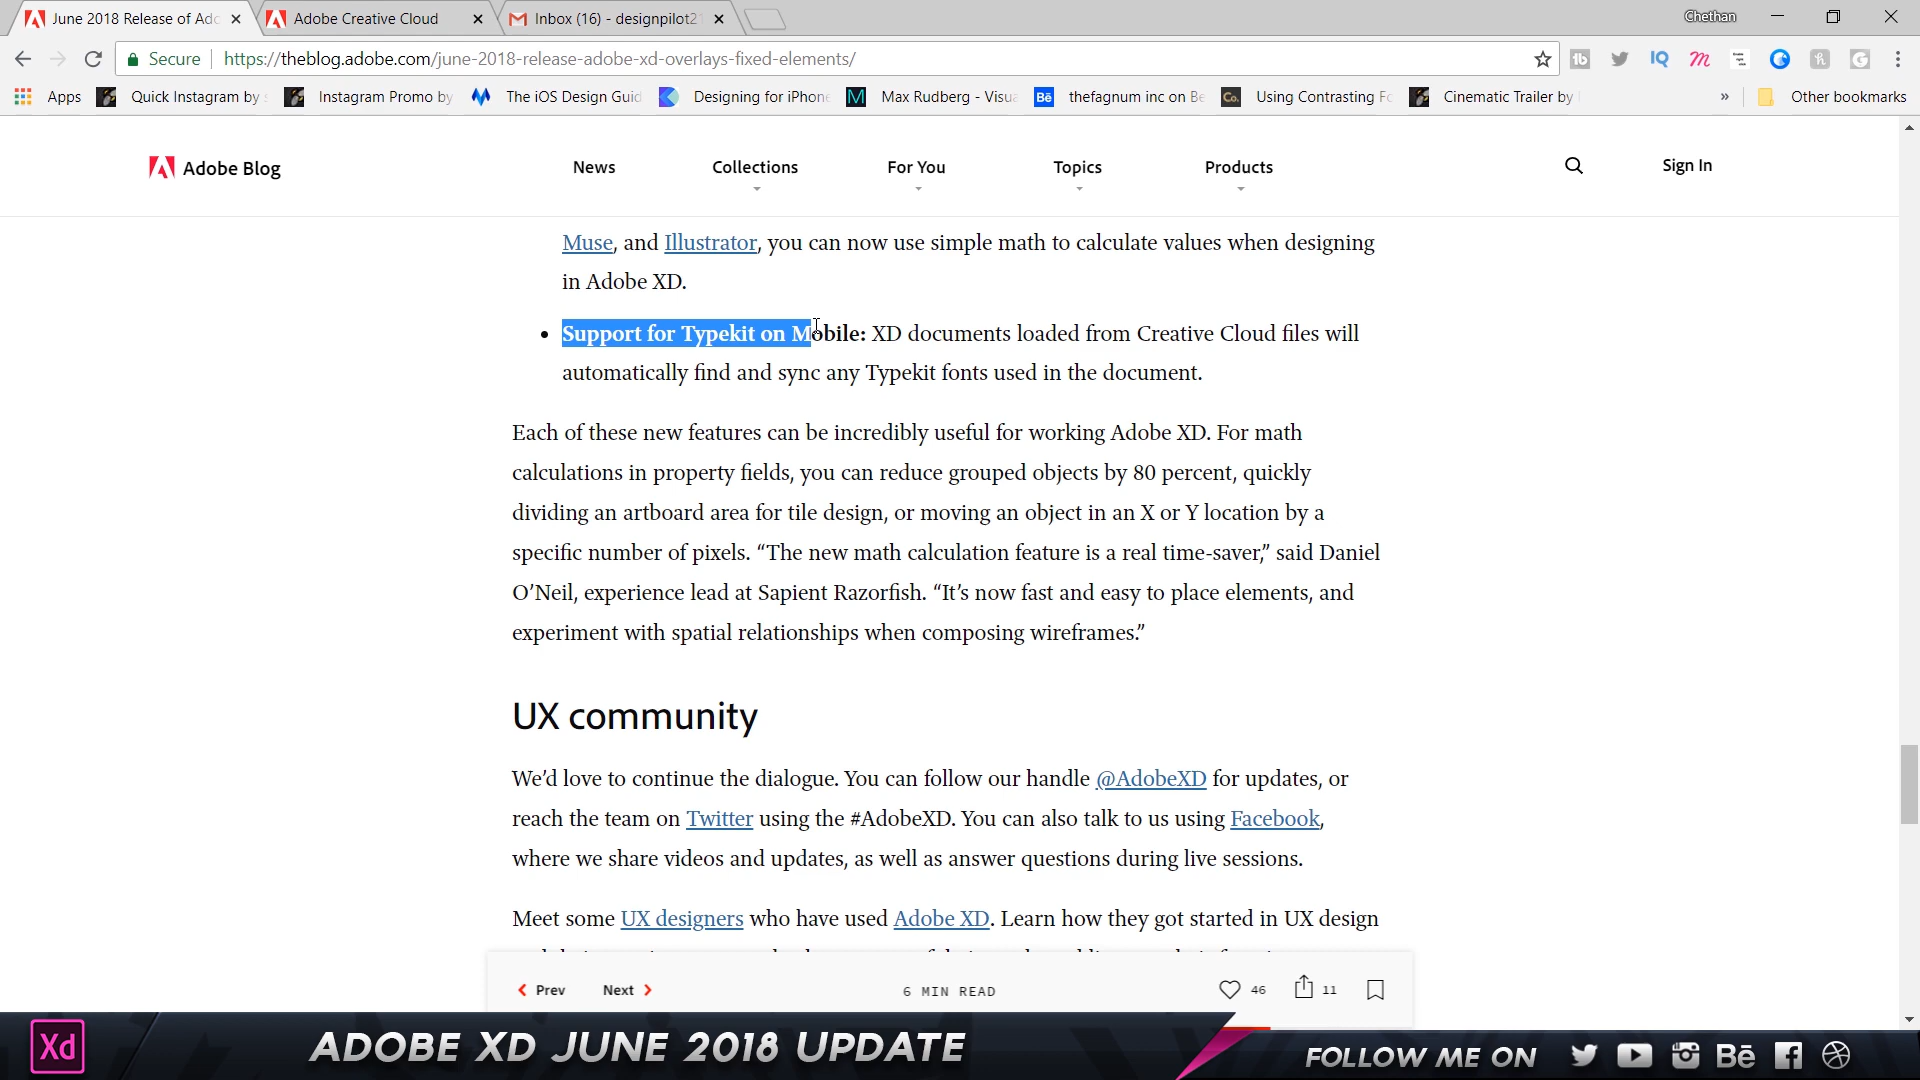 June 2018 Release of Ado
Adobe Creative Cloud
Inbox (16) - designpilot2
Chethan
Secure
https://theblog.adobe.com/june-2018-release-adobe-xd-overlays-fixed-elements/
Apps
Quick Instagram by
Instagram Promo by
The iOS Design Guid
Designing for iPhone
Max Rudberg - Visua
thefagnum inc on Be
Using Contrasting Fo
Cinematic Trailer by
»
Other bookmarks
Adobe Blog
News
Collections
For You
Topics
Products
Sign In
Muse, and Illustrator, you can now use simple math to calculate values when designing
in Adobe XD.
• Support for Typekit on Mobile: XD documents loaded from Creative Cloud files will
automatically find and sync any Typekit fonts used in the document.
Each of these new features can be incredibly useful for working Adobe XD. For math
calculations in property fields, you can reduce grouped objects by 80 percent, quickly
dividing an artboard area for tile design, or moving an object in an X or Y location by a
specific number of pixels. “The new math calculation feature is a real time-saver,” said Daniel
O’Neil, experience lead at Sapient Razorfish. “It’s now fast and easy to place elements, and
experiment with spatial relationships when composing wireframes.”
UX community
We’d love to continue the dialogue. You can follow our handle @AdobeXD for updates, or
reach the team on Twitter using the #AdobeXD. You can also talk to us using Facebook,
where we share videos and updates, as well as answer questions during live sessions.
Meet some UX designers who have used Adobe XD. Learn how they got started in UX design
Prev
Next
6 MIN READ
46
11
Xd
ADOBE XD JUNE 2018 UPDATE
FOLLOW ME ON
Bē